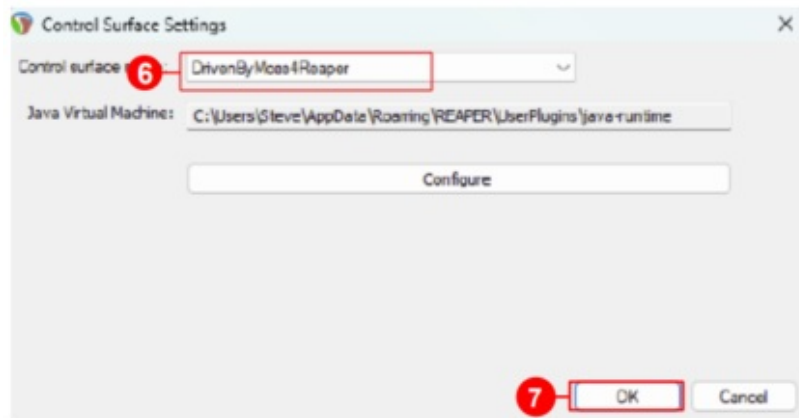 Control Surface Settings
Control surface 6 DrivenByMoss4Reaper
Java Virtual Machine: C:\Users\Steve\AppData\Roaming\REAPER\UserPlugins\java-runtime
Configure
7 OK Cancel